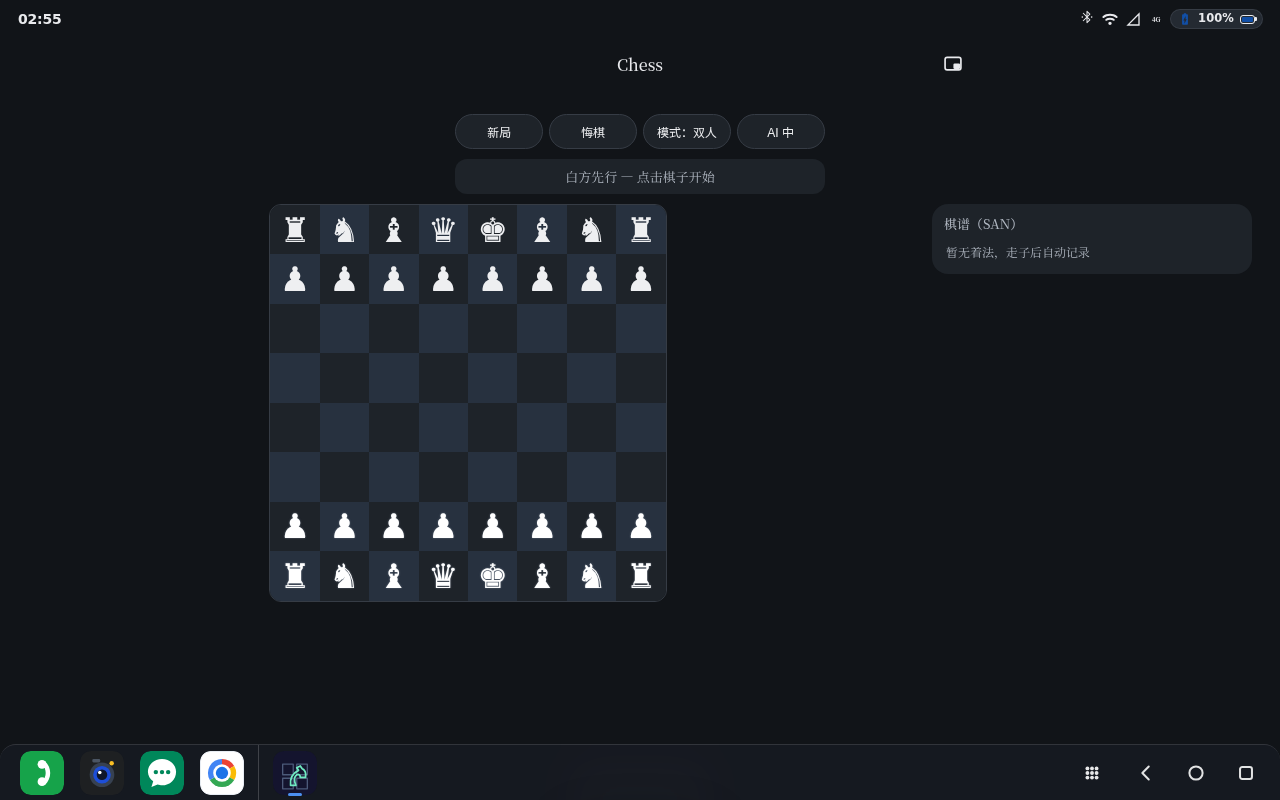 02:55
4G
100%
Chess
新局
悔棋
模式：双人
AI 中
白方先行 — 点击棋子开始
棋谱（SAN）
暂无着法，走子后自动记录